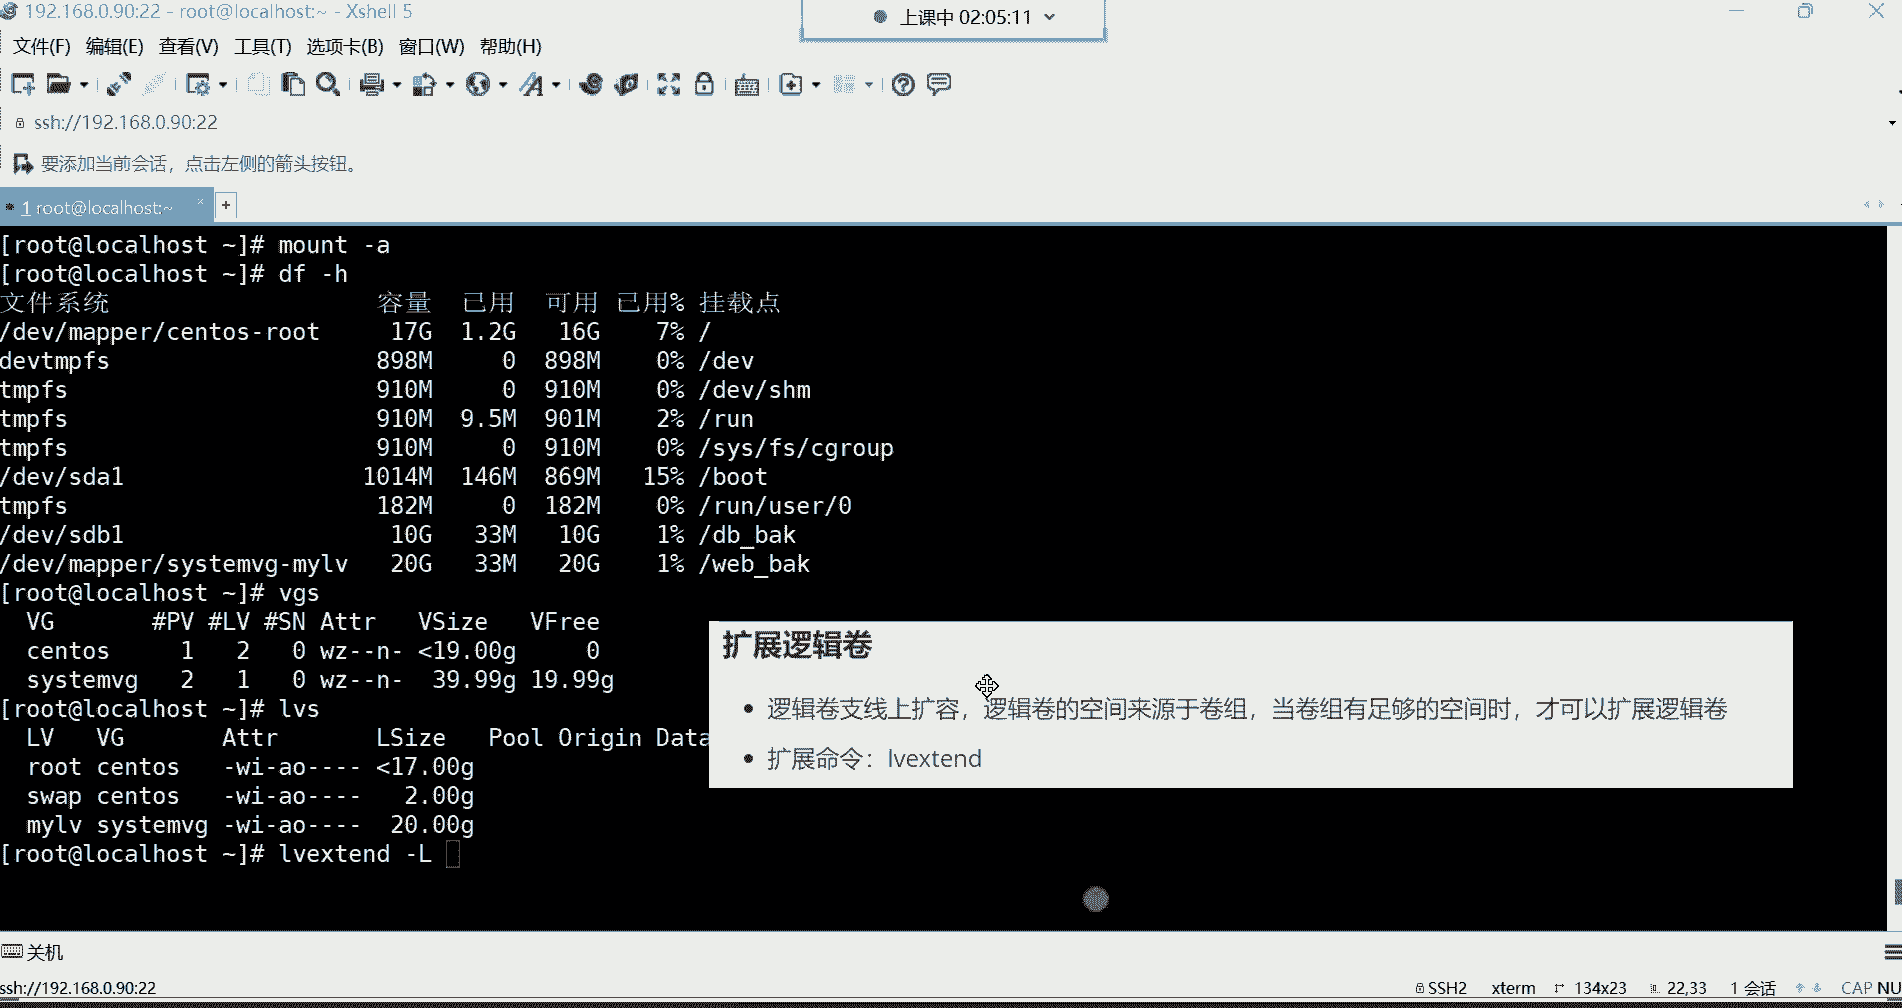 192.168.0.90:22 - root@localhost:~ - Xshell 5
上课中 02:05:11
文件(F) 编辑(E) 查看(V) 工具(T) 选项卡(B) 窗口(W) 帮助(H)
ssh://192.168.0.90:22
要添加当前会话，点击左侧的箭头按钮。
1 root@localhost:~ × +
[root@localhost ~]# mount -a
[root@localhost ~]# df -h
文件系统 容量 已用 可用 已用% 挂载点
/dev/mapper/centos-root 17G 1.2G 16G 7% /
devtmpfs 898M 0 898M 0% /dev
tmpfs 910M 0 910M 0% /dev/shm
tmpfs 910M 9.5M 901M 2% /run
tmpfs 910M 0 910M 0% /sys/fs/cgroup
/dev/sda1 1014M 146M 869M 15% /boot
tmpfs 182M 0 182M 0% /run/user/0
/dev/sdb1 10G 33M 10G 1% /db_bak
/dev/mapper/systemvg-mylv 20G 33M 20G 1% /web_bak
[root@localhost ~]# vgs
VG #PV #LV #SN Attr VSize VFree
centos 1 2 0 wz--n- <19.00g 0
systemvg 2 1 0 wz--n- 39.99g 19.99g
[root@localhost ~]# lvs
LV VG Attr LSize Pool Origin Data
root centos -wi-ao---- <17.00g
swap centos -wi-ao---- 2.00g
mylv systemvg -wi-ao---- 20.00g
[root@localhost ~]# lvextend -L
扩展逻辑卷
• 逻辑卷支线上扩容，逻辑卷的空间来源于卷组，当卷组有足够的空间时，才可以扩展逻辑卷
• 扩展命令：lvextend
关机
ssh://192.168.0.90:22 SSH2 xterm 134x23 22,33 1 会话 CAP NU